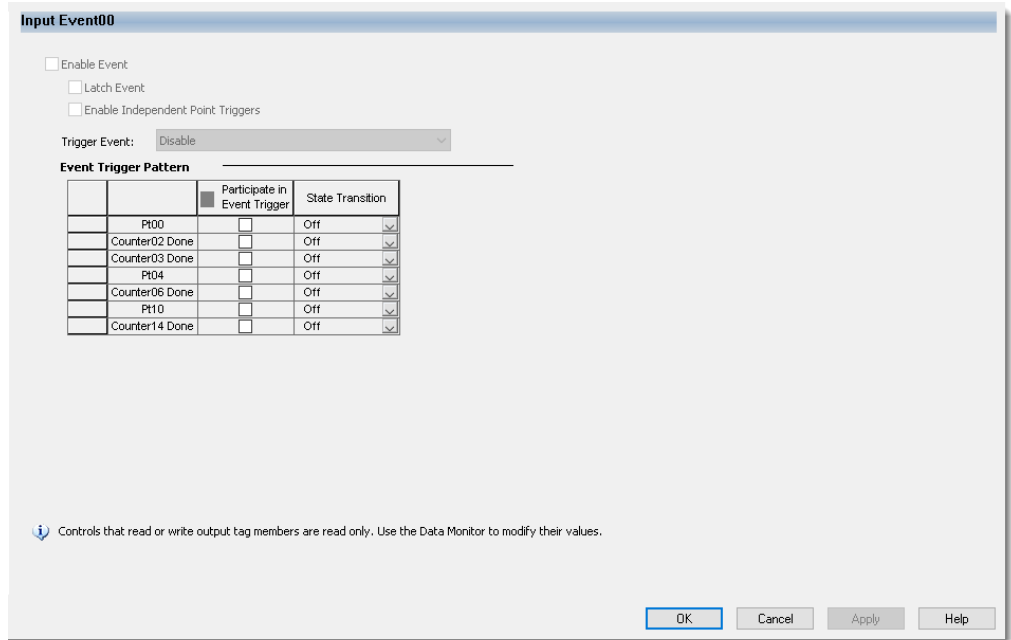 Input Event00
Enable Event
Latch Event
Enable Independent Point Triggers
Trigger Event: Disable
Event Trigger Pattern
Participate in
Event Trigger
State Transition
Pt00 Off
Counter02 Done Off
Counter03 Done Off
Pt04 Off
Counter06 Done Off
Pt10 Off
Counter14 Done Off
Controls that read or write output tag members are read only. Use the Data Monitor to modify their values.
OK Cancel Apply Help